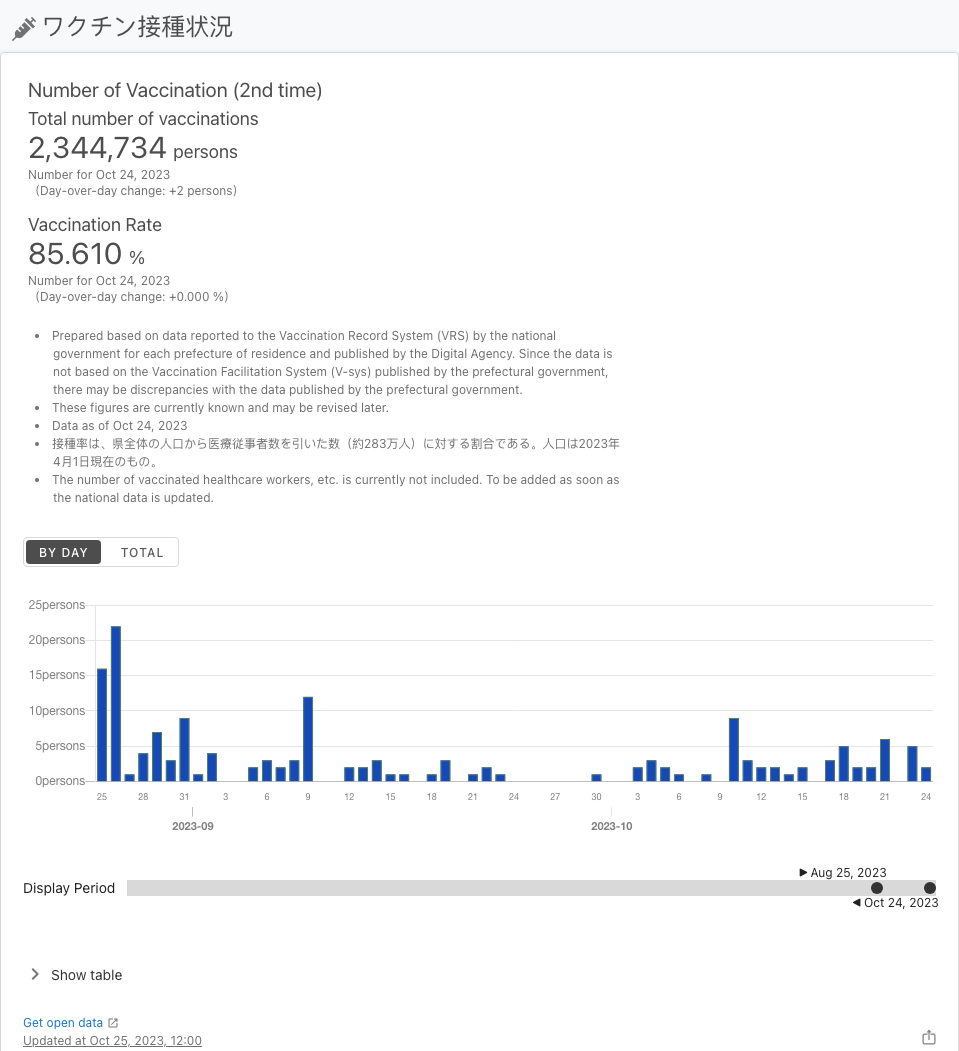 ワクチン接種状況
Number of Vaccination (2nd time)
Total number of vaccinations
2,344,734 persons
Number for Oct 24, 2023
(Day-over-day change: +2 persons)
Vaccination Rate
85.610 %
Number for Oct 24, 2023
(Day-over-day change: +0.000 %)
• Prepared based on data reported to the Vaccination Record System (VRS) by the national
government for each prefecture of residence and published by the Digital Agency. Since the data is
not based on the Vaccination Facilitation System (V-sys) published by the prefectural government,
there may be discrepancies with the data published by the prefectural government.
• These figures are currently known and may be revised later.
• Data as of Oct 24, 2023
• 接種率は、県全体の人口から医療従事者数を引いた数（約283万人）に対する割合である。人口は2023年
4月1日現在のもの。
• The number of vaccinated healthcare workers, etc. is currently not included. To be added as soon as
the national data is updated.
BY DAY TOTAL
25persons
20persons
15persons
10persons
5persons
0persons
25 28 31 3 6 9 12 15 18 21 24 27 30 3 6 9 12 15 18 21 24
2023-09 2023-10
Aug 25, 2023
Display Period
Oct 24, 2023
Show table
Get open data
Updated at Oct 25, 2023, 12:00